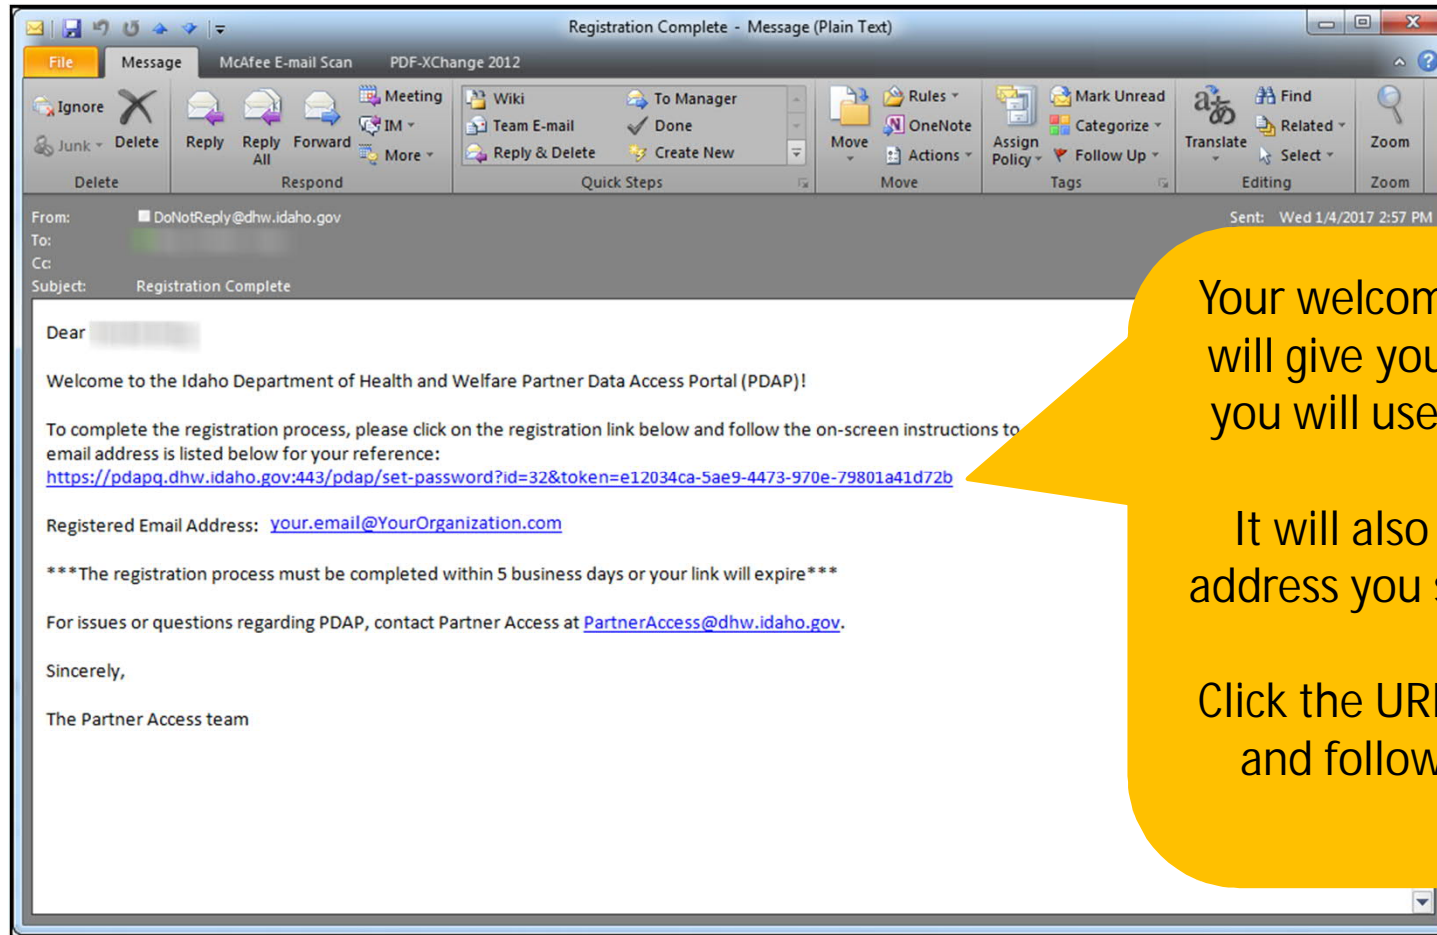 Registration Complete - Message (Plain Text)
File Message McAfee E-mail Scan PDF-XChange 2012
Ignore
Junk
Delete
Delete
Reply
Reply All
Forward
Meeting
IM
More
Respond
Wiki
Team E-mail
Reply & Delete
To Manager
Done
Create New
Quick Steps
Move
Rules
OneNote
Actions
Move
Assign Policy
Mark Unread
Categorize
Follow Up
Tags
Translate
Find
Related
Select
Editing
Zoom
Zoom
From: DoNotReply@dhw.idaho.gov
Sent: Wed 1/4/2017 2:57 PM
To:
Cc:
Subject: Registration Complete
Dear
Welcome to the Idaho Department of Health and Welfare Partner Data Access Portal (PDAP)!
To complete the registration process, please click on the registration link below and follow the on-screen instructions to
email address is listed below for your reference:
https://pdapq.dhw.idaho.gov:443/pdap/set-password?id=32&token=e12034ca-5ae9-4473-970e-79801a41d72b
Registered Email Address: your.email@YourOrganization.com
***The registration process must be completed within 5 business days or your link will expire***
For issues or questions regarding PDAP, contact Partner Access at PartnerAccess@dhw.idaho.gov.
Sincerely,
The Partner Access team
Your
will give
you will use
It will also
address you
Click the
and follow